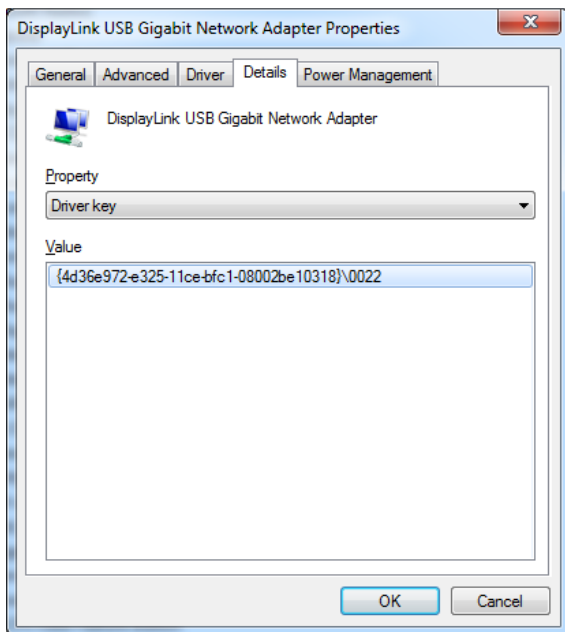 DisplayLink USB Gigabit Network Adapter Properties
General Advanced Driver Details Power Management
DisplayLink USB Gigabit Network Adapter
Property
Driver key
Value
{4d36e972-e325-11ce-bfc1-08002be10318}\0022
OK Cancel